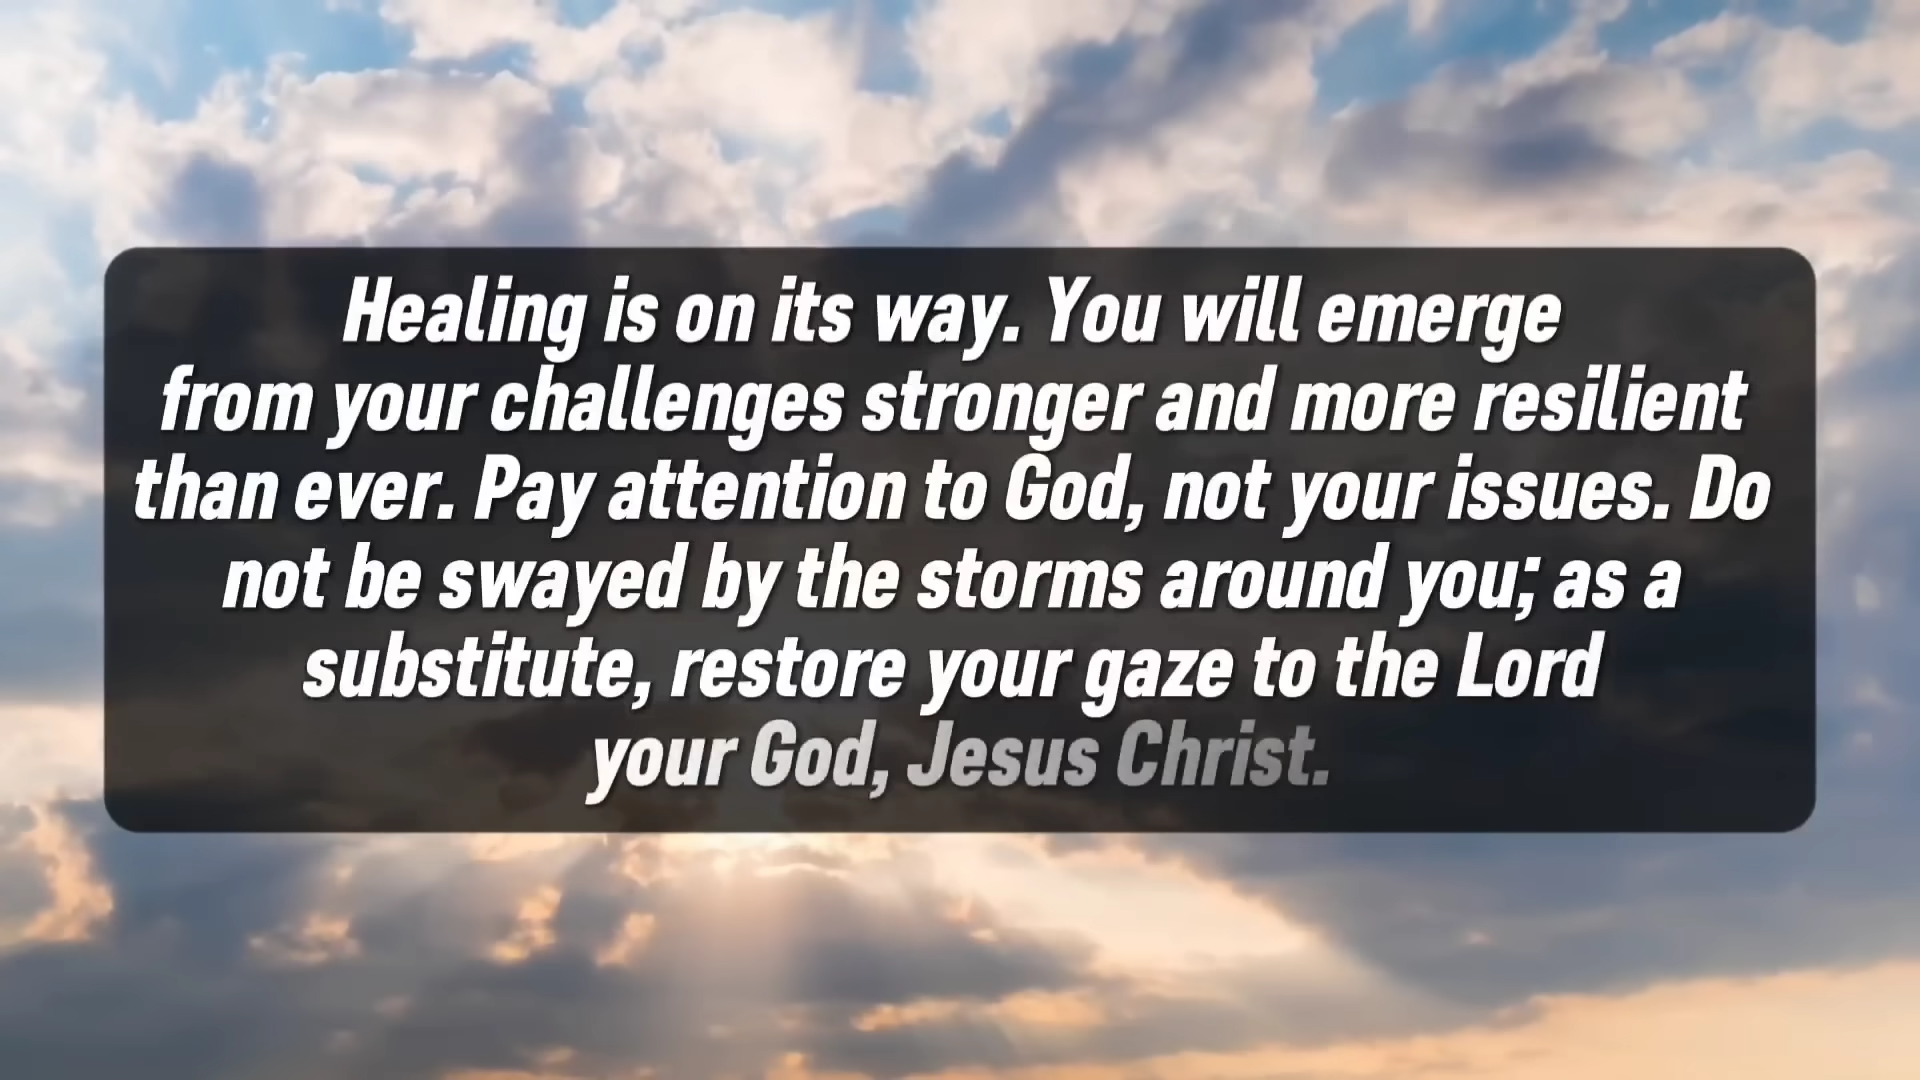 Healing is on its way. You will emerge
from your challenges stronger and more resilient
than ever. Pay attention to God, not your issues. Do
not be swayed by the storms around you; as a
substitute, restore your gaze to the Lord
your God, Jesus Christ.